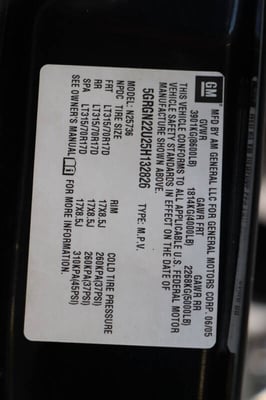 GM
MFD BY AM GENERAL LLC FOR GENERAL MOTORS CORP. 06/05
GVWR GAWR FRT GAWR RR
3901KG(8600LB) 1814KG(4000LB) 2268KG(5000LB)
THIS VEHICLE CONFORMS TO ALL APPLICABLE U.S. FEDERAL MOTOR
VEHICLE SAFETY STANDARDS IN EFFECT ON THE DATE OF
MANUFACTURE SHOWN ABOVE.
5GRGN22U25H132826 TYPE: M.P.V.
MODEL: N25736
NPDC TIRE SIZE RIM COLD TIRE PRESSURE
FRT LT315/70R17D 17X8.5J 260KPA(37PSI)
RR LT315/70R17D 17X8.5J 260KPA(37PSI)
SPA LT315/70R17D 17X8.5J 310KPA(45PSI)
SEE OWNER'S MANUAL FOR MORE INFORMATION.